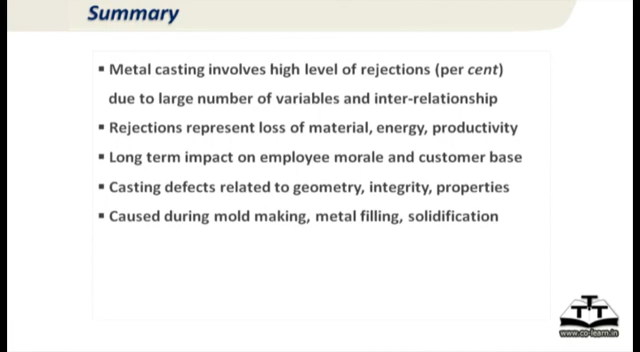 Summary
▪ Metal casting involves high level of rejections (per cent)
due to large number of variables and inter-relationship
▪ Rejections represent loss of material, energy, productivity
▪ Long term impact on employee morale and customer base
▪ Casting defects related to geometry, integrity, properties
▪ Caused during mold making, metal filling, solidification
TTT
www.co-learn.in